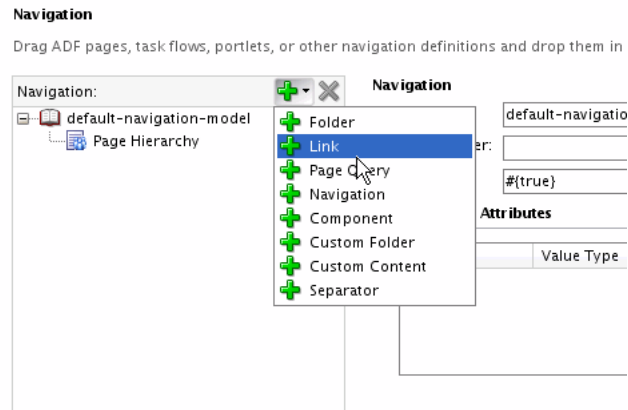 Navigation
Drag ADF pages, task flows, portlets, or other navigation definitions and drop them in
Navigation:
default-navigation-model
Page Hierarchy
Folder
Link
Page Query
Navigation
Component
Custom Folder
Custom Content
Separator
Navigation
default-navigatio
er:
#{true}
Attributes
Value Type